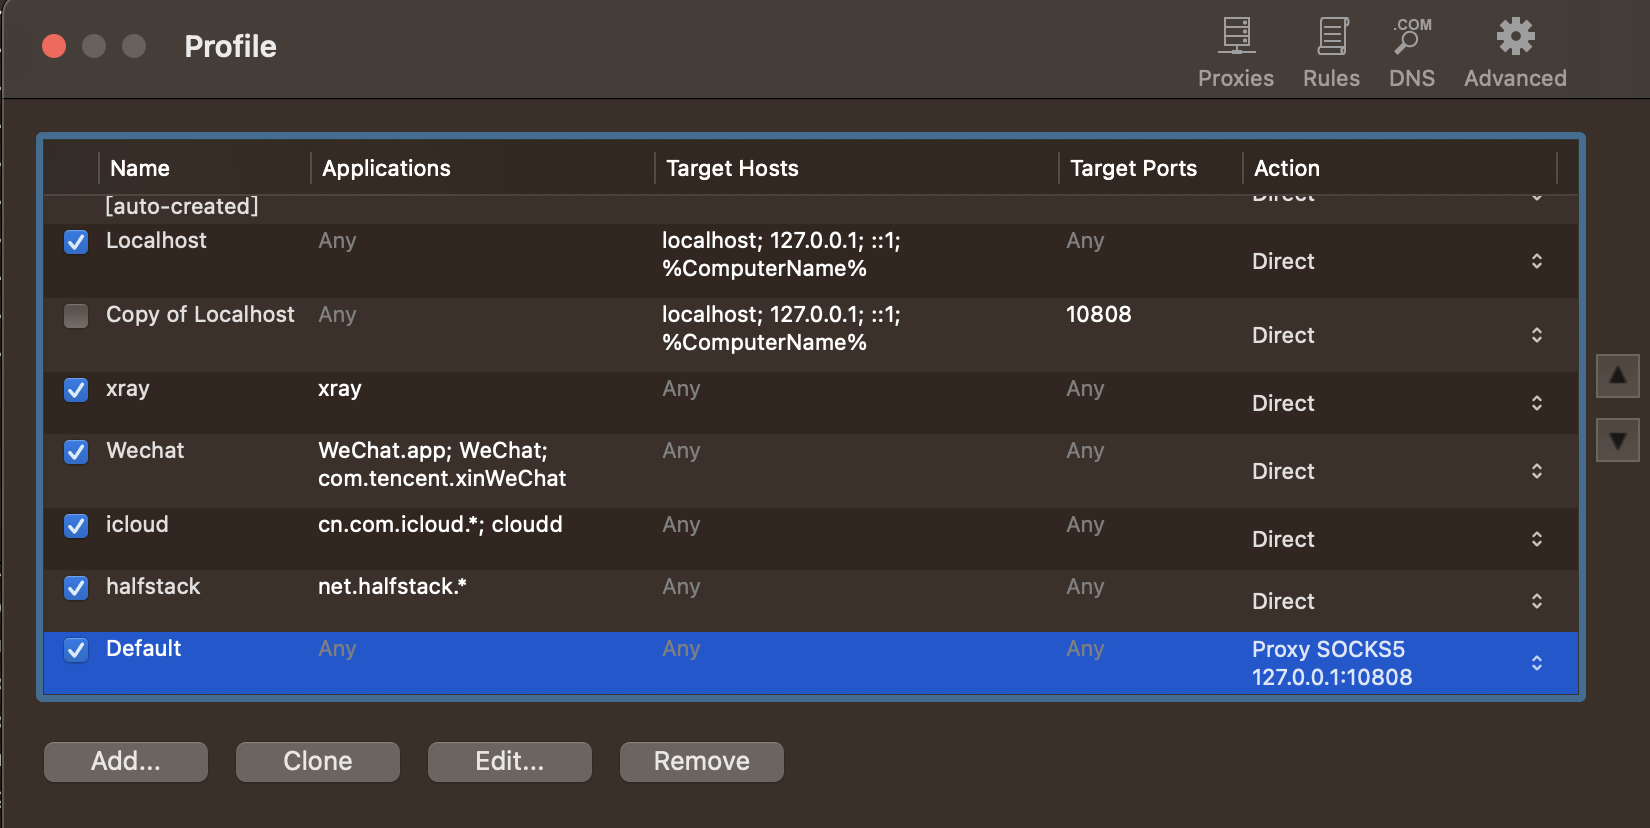 Profile
Proxies
Rules
.COM
DNS
Advanced
Name Applications Target Hosts Target Ports Action
[auto-created] Direct
Localhost Any localhost; 127.0.0.1; ::1; Any
%ComputerName% Direct
Copy of Localhost Any localhost; 127.0.0.1; ::1; 10808
%ComputerName% Direct
xray xray Any Any
Direct
Wechat WeChat.app; WeChat; Any Any
com.tencent.xinWeChat Direct
icloud cn.com.icloud.*; cloudd Any Any
Direct
halfstack net.halfstack.* Any Any
Direct
Default Any Any Any Proxy SOCKS5
127.0.0.1:10808
Add... Clone Edit... Remove